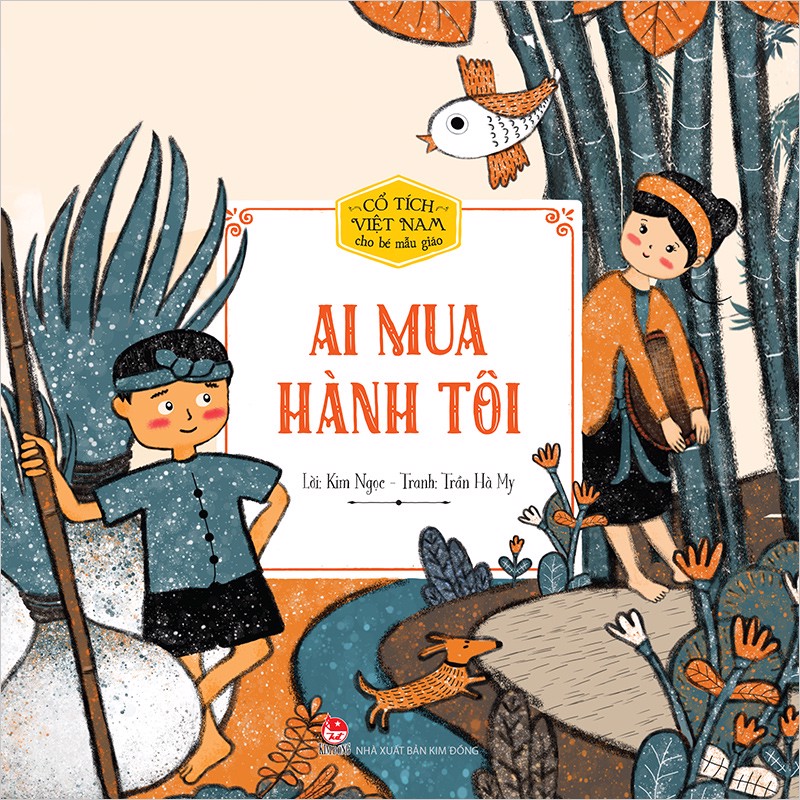 CỔ TÍCH
VIỆT NAM
cho bé mẫu giáo
AI MUA
HÀNH TÔI
Lời: Kim Ngọc - Tranh: Trần Hà My
NHÀ XUẤT BẢN KIM ĐỒNG